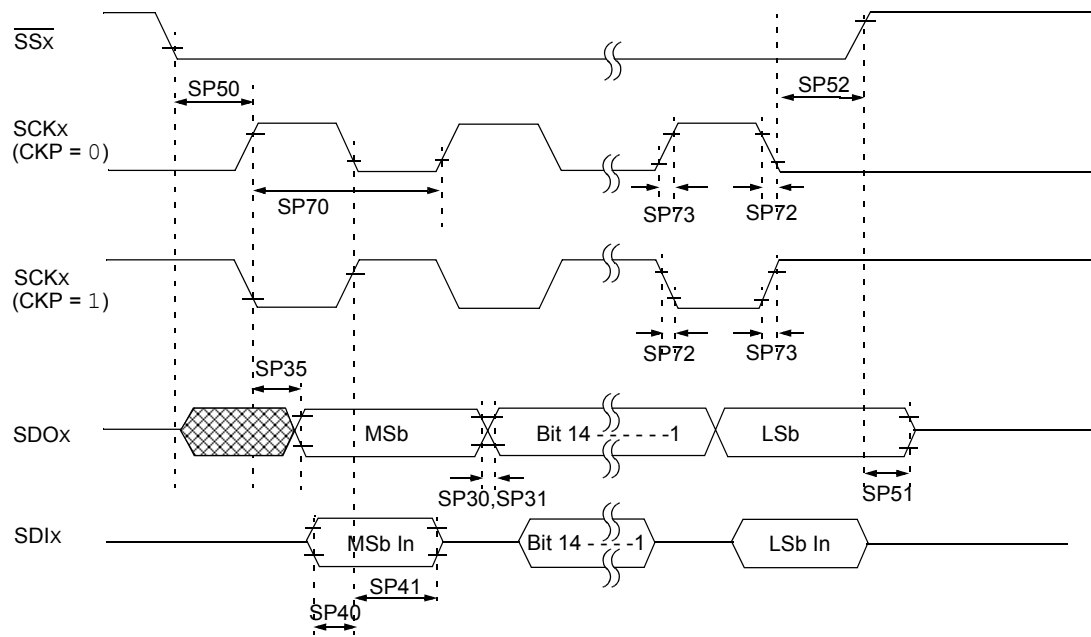 SSx
SP50
SP52
SCKx
(CKP = 0)
SP70
SP73
SP72
SCKx
(CKP = 1)
SP72
SP73
SP35
SDOx
MSb
Bit 14 - - - - - -1
LSb
SP30,SP31
SP51
SDIx
MSb In
Bit 14 - - - -1
LSb In
SP41
SP40